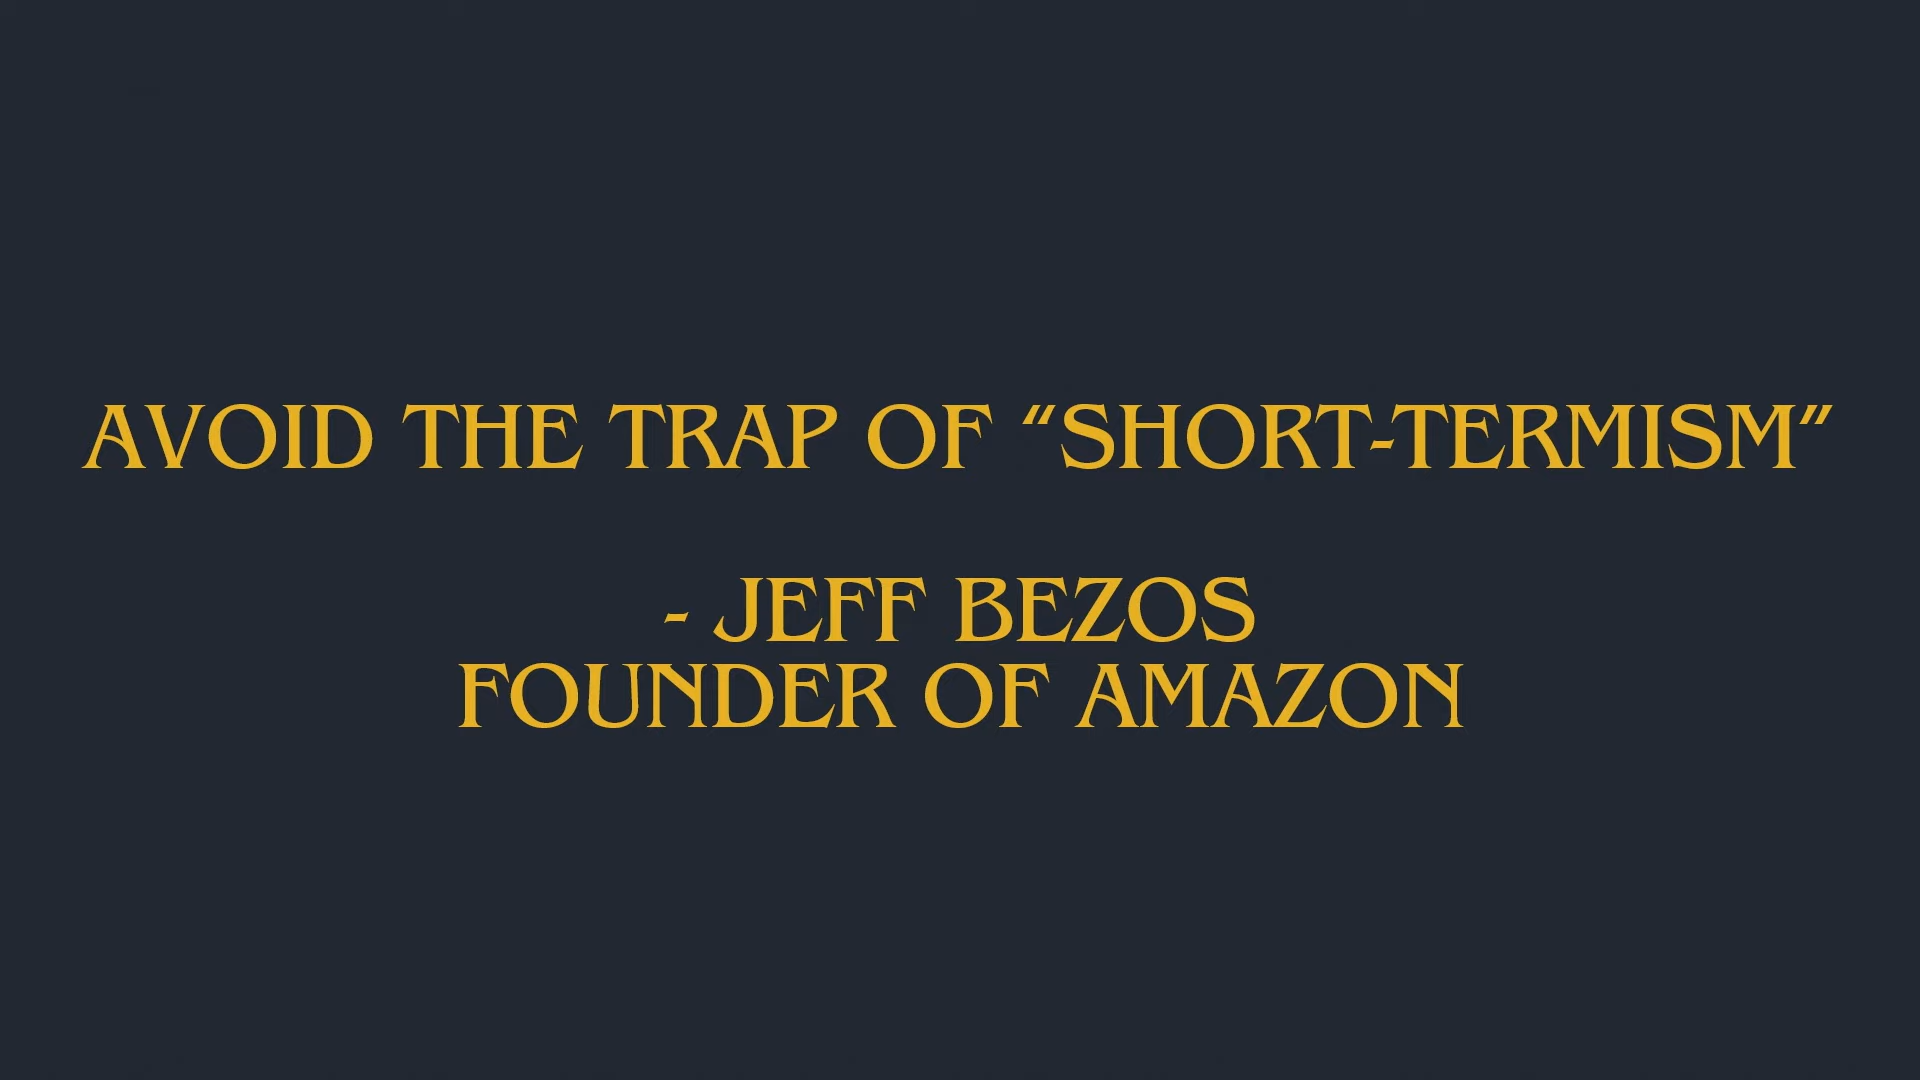 AVOID THE TRAP OF “SHORT-TERMISM”
- JEFF BEZOS
FOUNDER OF AMAZON